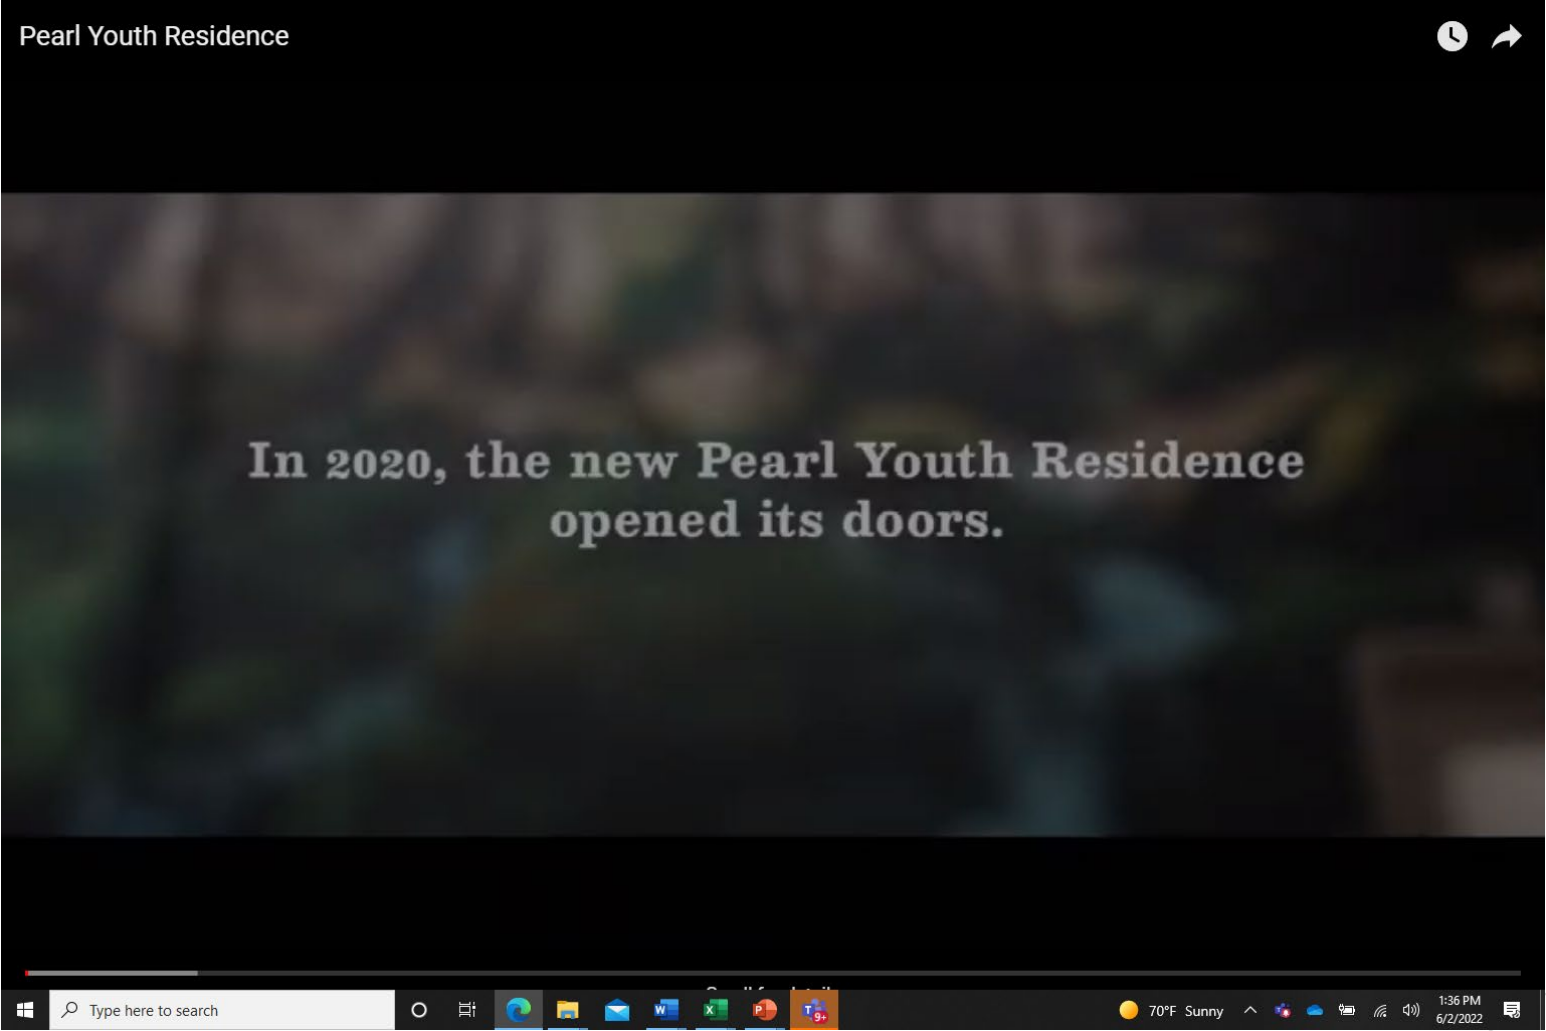 Pearl Youth Residence
In 2020, the new Pearl Youth Residence
opened its doors.
Type here to search
70°F Sunny
1:36 PM
6/2/2022
9+